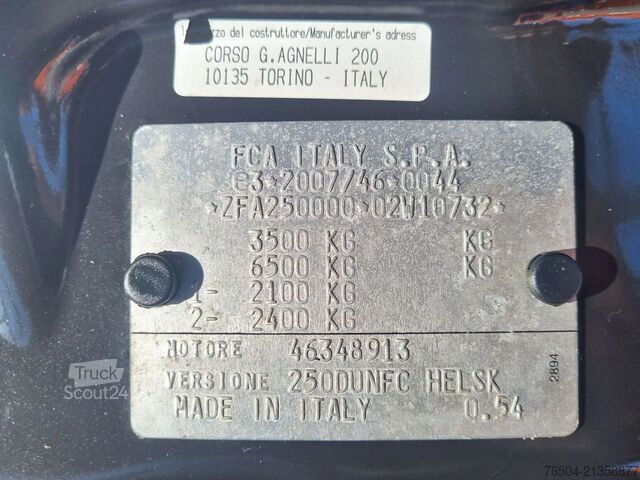 del costruttore/Manufacturer's adress
CORSO G.AGNELLI 200
10135 TORINO - ITALY
FCA ITALY S.P.A.
e3*2007/46*0044
*ZFA250000*02W10732*
3500 KG KG
6500 KG KG
1- 2100 KG
2- 2400 KG
MOTORE 46348913
VERSIONE 250DUNFC HELSK
MADE IN ITALY 0.54
2894
Truck
Scout24
76504-21358877